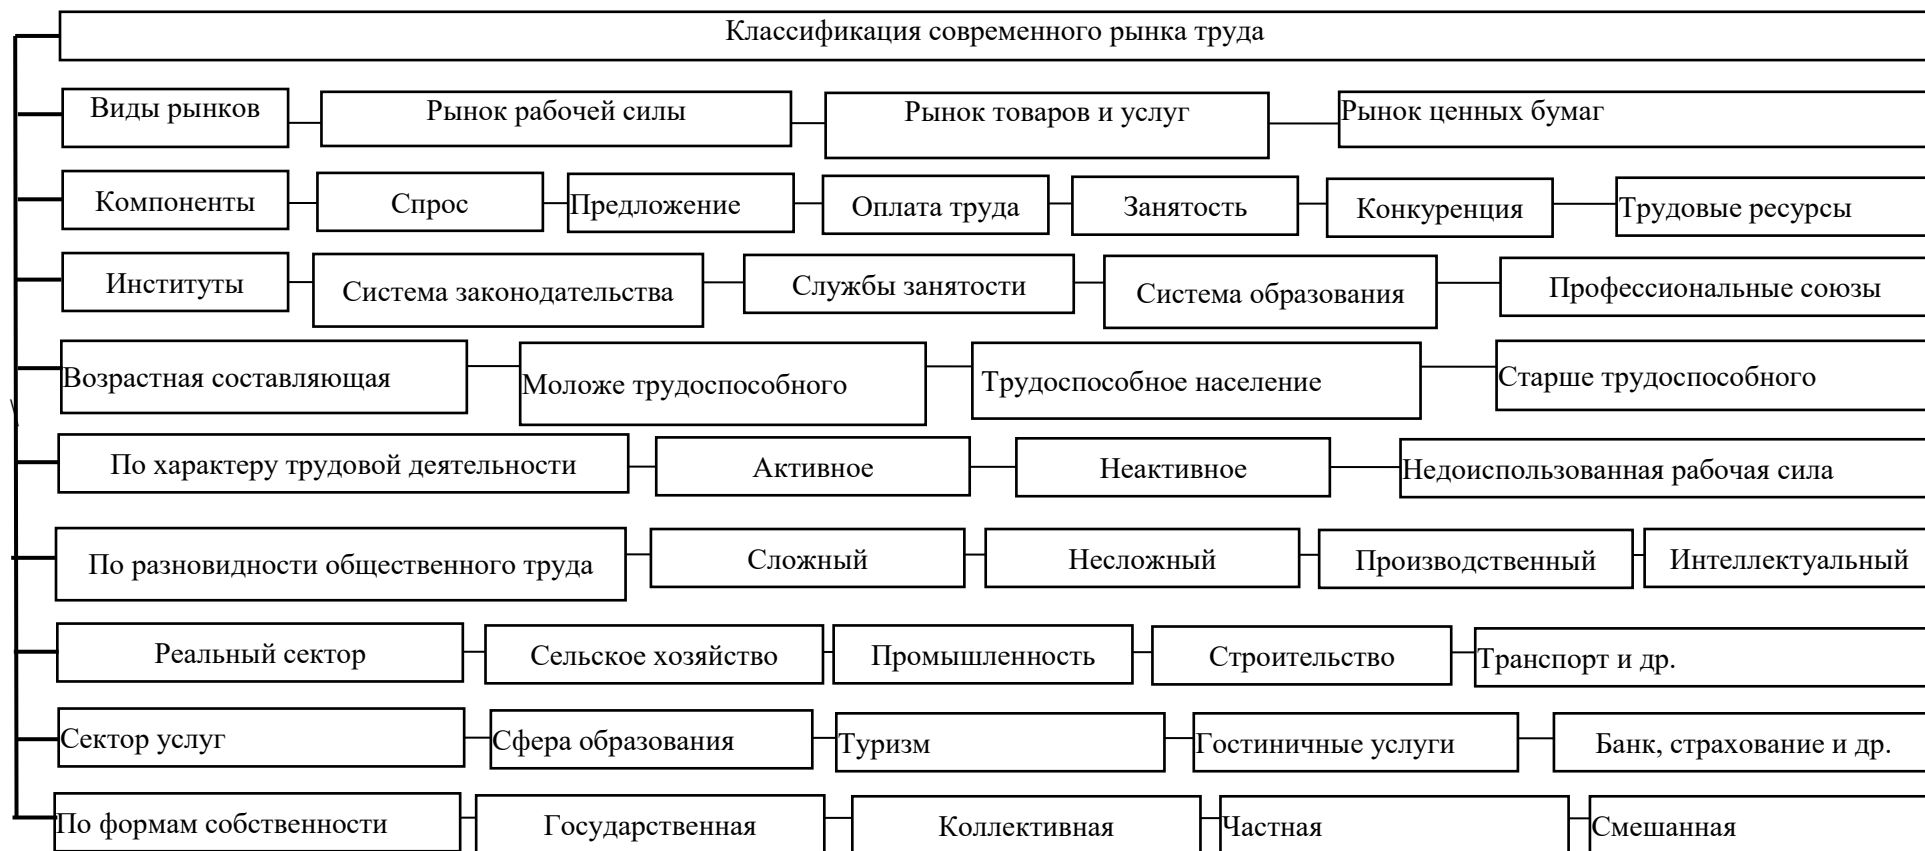 Классификация современного рынка труда
Виды рынков Рынок рабочей силы Рынок товаров и услуг Рынок ценных бумаг
Компоненты Спрос Предложение Оплата труда Занятость Конкуренция Трудовые ресурсы
Институты Система законодательства Службы занятости Система образования Профессиональные союзы
Возрастная составляющая Моложе трудоспособного Трудоспособное население Старше трудоспособного
По характеру трудовой деятельности Активное Неактивное Недоиспользованная рабочая сила
По разновидности общественного труда Сложный Несложный Производственный Интеллектуальный
Реальный сектор Сельское хозяйство Промышленность Строительство Транспорт и др.
Сектор услуг Сфера образования Туризм Гостиничные услуги Банк, страхование и др.
По формам собственности Государственная Коллективная Частная Смешанная